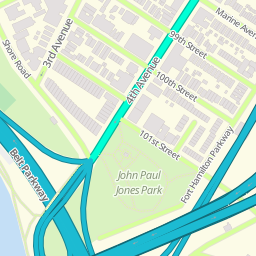 Marine Aven
99th Street
3rd Avenue
Shore Road
4th Avenue
100th Street
101st Street
Fort Hamilton Parkway
Belt Parkway
John Paul
Jones Park